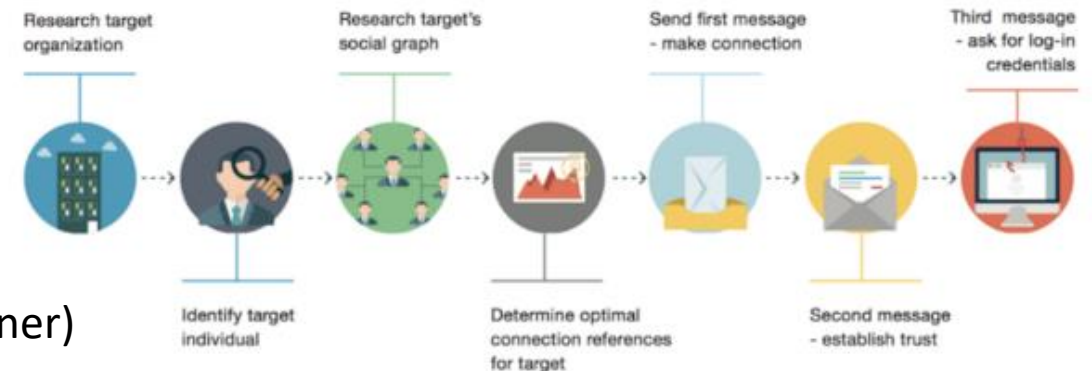 Research target
organization
Research target's
social graph
Send first message
- make connection
Third message
- ask for log-in
credentials
Identify target
individual
Determine optimal
connection references
for target
Second message
- establish trust
ner)